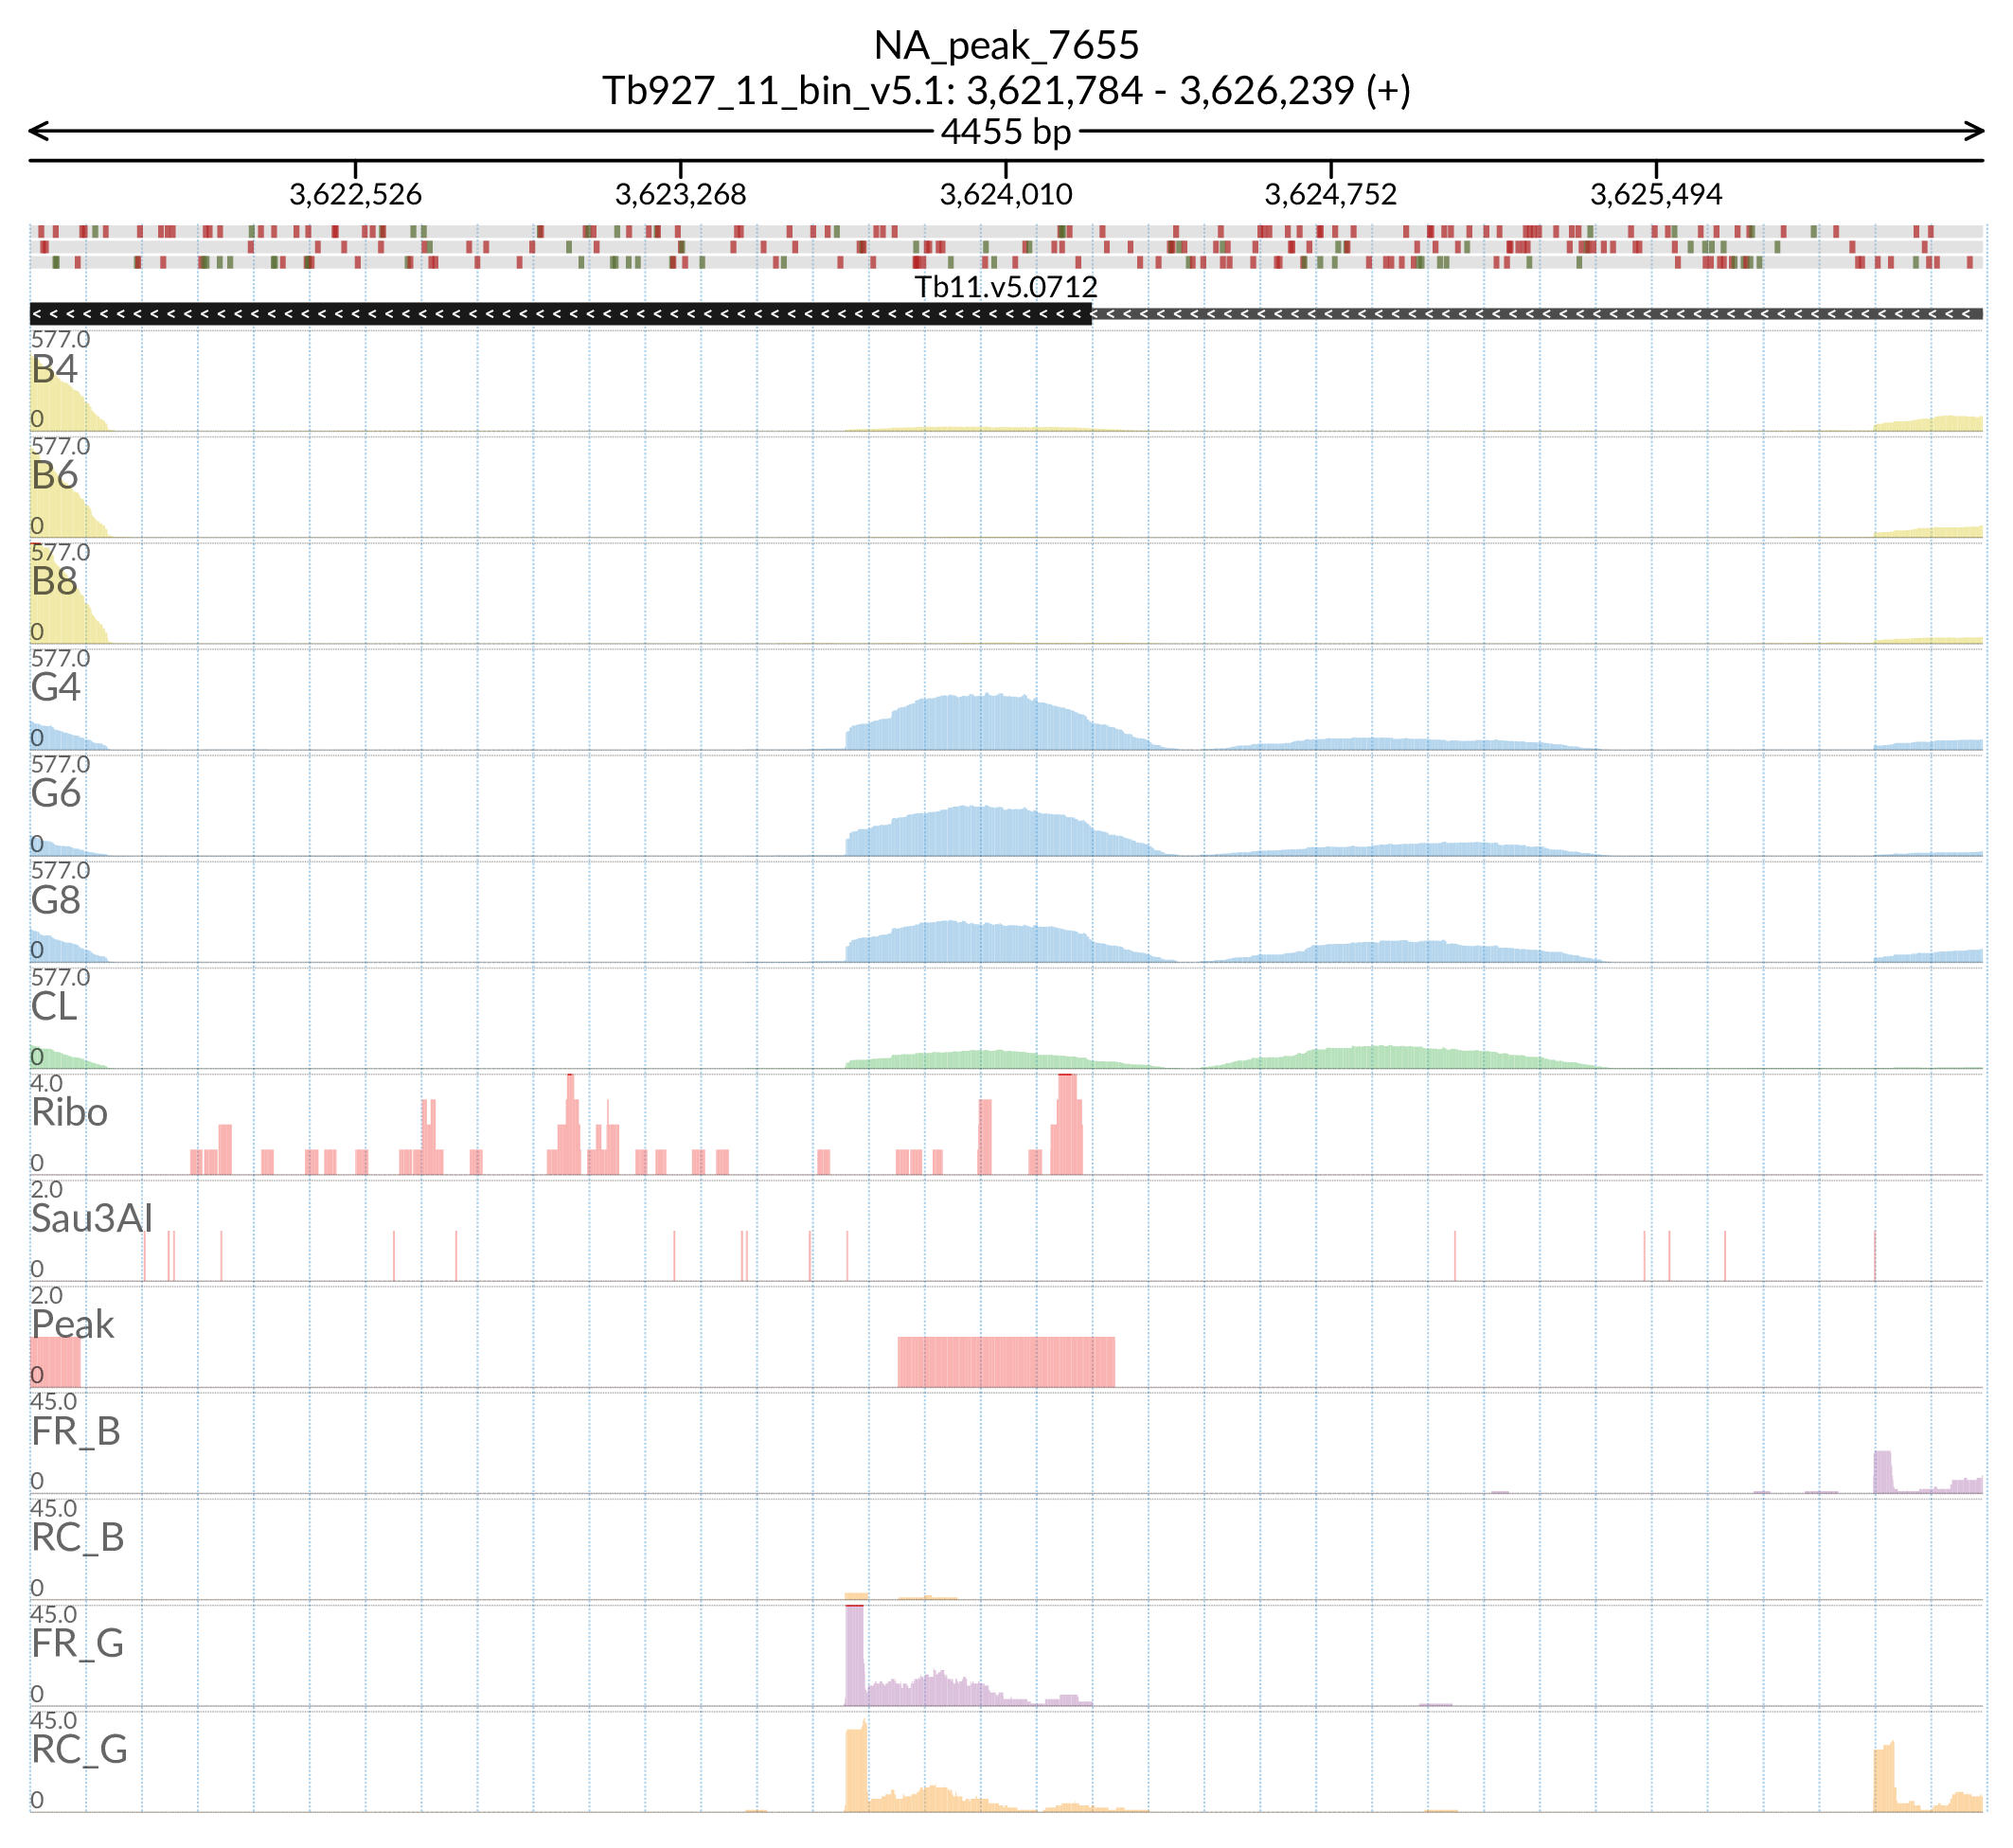 NA_peak_7655
Tb927_11_bin_v5.1: 3,621,784 - 3,626,239 (+)
4455 bp
3,622,526 3,623,268 3,624,010 3,624,752 3,625,494
Tb11.v5.0712
577.0
B4
0
577.0
B6
0
577.0
B8
0
577.0
G4
0
577.0
G6
0
577.0
G8
0
577.0
CL
0
4.0
Ribo
0
2.0
Sau3AI
0
2.0
Peak
0
45.0
FR_B
0
45.0
RC_B
0
45.0
FR_G
0
45.0
RC_G
0